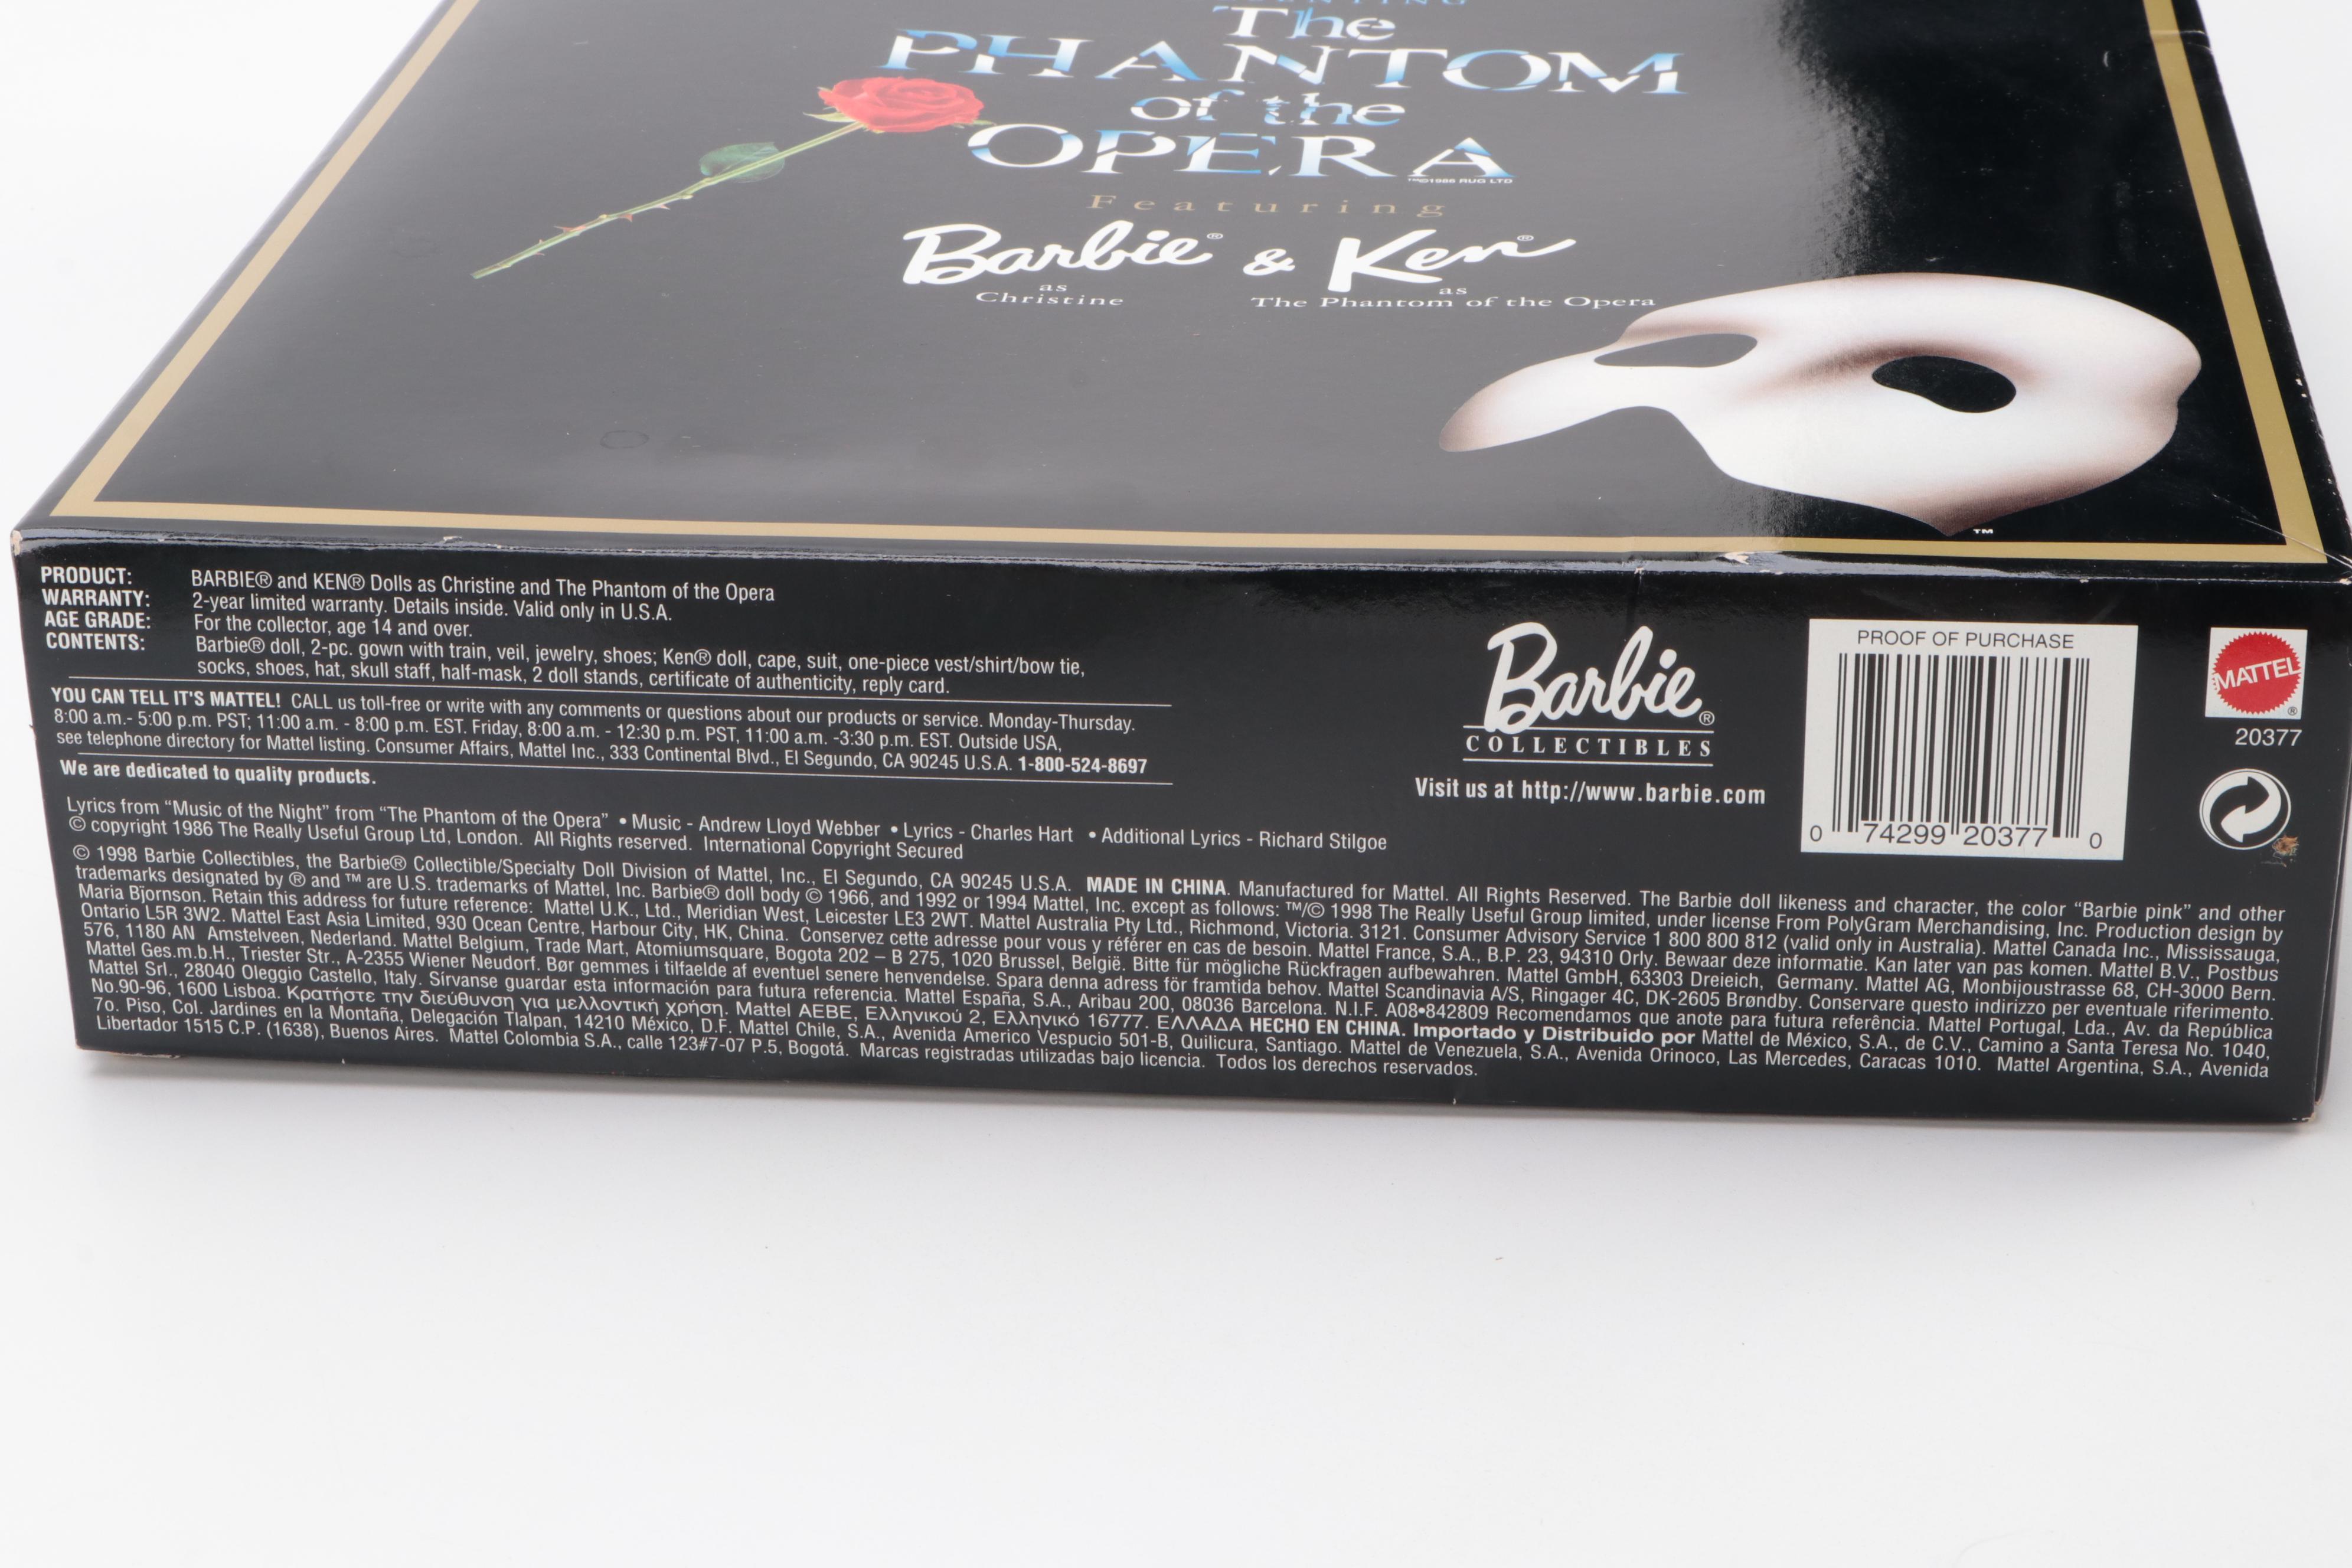 The
PHANTOM
of the
OPERA
™©1986 RUG LTD
Featuring
Barbie® & Ken®
as Christine
as The Phantom of the Opera
™
PRODUCT: BARBIE® and KEN® Dolls as Christine and The Phantom of the Opera
WARRANTY: 2-year limited warranty. Details inside. Valid only in U.S.A.
AGE GRADE: For the collector, age 14 and over.
CONTENTS: Barbie® doll, 2-pc. gown with train, veil, jewelry, shoes; Ken® doll, cape, suit, one-piece vest/shirt/bow tie,
socks, shoes, hat, skull staff, half-mask, 2 doll stands, certificate of authenticity, reply card.
YOU CAN TELL IT'S MATTEL! CALL us toll-free or write with any comments or questions about our products or service. Monday-Thursday.
8:00 a.m.- 5:00 p.m. PST; 11:00 a.m. - 8:00 p.m. EST. Friday, 8:00 a.m. - 12:30 p.m. PST, 11:00 a.m. -3:30 p.m. EST. Outside USA,
see telephone directory for Mattel listing. Consumer Affairs, Mattel Inc., 333 Continental Blvd., El Segundo, CA 90245 U.S.A. 1-800-524-8697
We are dedicated to quality products.
Barbie®
COLLECTIBLES
Visit us at http://www.barbie.com
PROOF OF PURCHASE
0 74299 20377 0
MATTEL
®
20377
Lyrics from “Music of the Night” from “The Phantom of the Opera” • Music - Andrew Lloyd Webber • Lyrics - Charles Hart • Additional Lyrics - Richard Stilgoe
© copyright 1986 The Really Useful Group Ltd, London. All Rights reserved. International Copyright Secured
© 1998 Barbie Collectibles, the Barbie® Collectible/Specialty Doll Division of Mattel, Inc., El Segundo, CA 90245 U.S.A. MADE IN CHINA. Manufactured for Mattel. All Rights Reserved. The Barbie doll likeness and character, the color “Barbie pink” and other
trademarks designated by ® and ™ are U.S. trademarks of Mattel, Inc. Barbie® doll body © 1966, and 1992 or 1994 Mattel, Inc. except as follows: ™/© 1998 The Really Useful Group limited, under license From PolyGram Merchandising, Inc. Production design by
Maria Bjornson. Retain this address for future reference: Mattel U.K., Ltd., Meridian West, Leicester LE3 2WT. Mattel Australia Pty Ltd., Richmond, Victoria. 3121. Consumer Advisory Service 1 800 800 812 (valid only in Australia). Mattel Canada Inc., Mississauga,
Ontario L5R 3W2. Mattel East Asia Limited, 930 Ocean Centre, Harbour City, HK, China. Conservez cette adresse pour vous y référer en cas de besoin. Mattel France, S.A., B.P. 23, 94310 Orly. Bewaar deze informatie. Kan later van pas komen. Mattel B.V., Postbus
576, 1180 AN Amstelveen, Nederland. Mattel Belgium, Trade Mart, Atomiumsquare, Bogota 202 – B 275, 1020 Brussel, België. Bitte für mögliche Rückfragen aufbewahren. Mattel GmbH, 63303 Dreieich, Germany. Mattel AG, Monbijoustrasse 68, CH-3000 Bern.
Mattel Ges.m.b.H., Triester Str., A-2355 Wiener Neudorf. Bør gemmes i tilfaelde af eventuel senere henvendelse. Spara denna adress för framtida behov. Mattel Scandinavia A/S, Ringager 4C, DK-2605 Brøndby. Conservare questo indirizzo per eventuale riferimento.
Mattel Srl., 28040 Oleggio Castello, Italy. Sírvanse guardar esta información para futura referencia. Mattel España, S.A., Aribau 200, 08036 Barcelona. N.I.F. A08•842809 Recomendamos que anote para futura referência. Mattel Portugal, Lda., Av. da República
No.90-96, 1600 Lisboa. Κρατήστε την διεύθυνση για μελλοντική χρήση. Mattel AEBE, Ελληνικού 2, Ελληνικό 16777. ΕΛΛΑΔΑ HECHO EN CHINA. Importado y Distribuido por Mattel de México, S.A., de C.V., Camino a Santa Teresa No. 1040,
7o. Piso, Col. Jardines en la Montaña, Delegación Tlalpan, 14210 México, D.F. Mattel Chile, S.A., Avenida Americo Vespucio 501-B, Quilicura, Santiago. Mattel de Venezuela, S.A., Avenida Orinoco, Las Mercedes, Caracas 1010. Mattel Argentina, S.A., Avenida
Libertador 1515 C.P. (1638), Buenos Aires. Mattel Colombia S.A., calle 123#7-07 P.5, Bogotá. Marcas registradas utilizadas bajo licencia. Todos los derechos reservados.